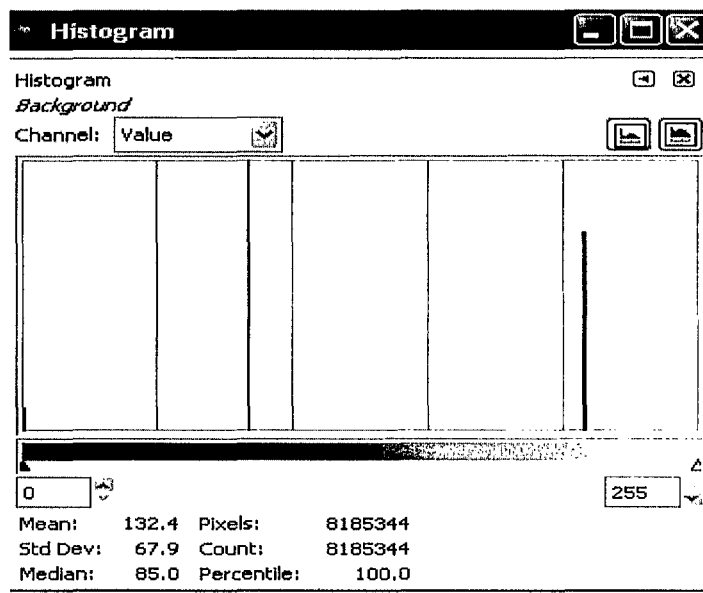 Histogram
Histogram
Background
Channel: Value
0 255
Mean: 132.4 Pixels: 8185344
Std Dev: 67.9 Count: 8185344
Median: 85.0 Percentile: 100.0